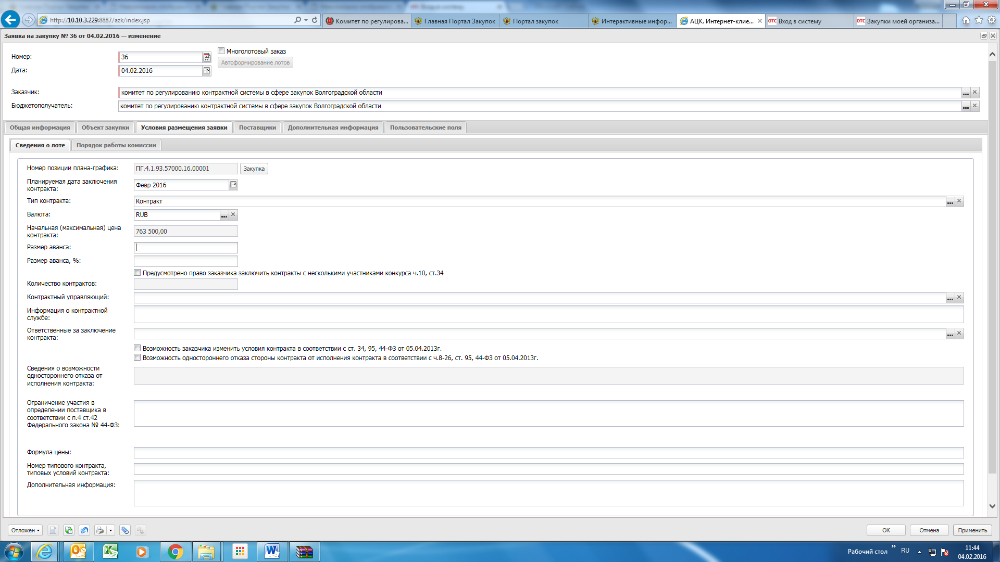 http://10.10.3.229:8887/azk/index.jsp
Комитет по регулирова...
Главная Портал Закупок
Портал закупок
Интерактивные инфор...
АЦК. Интернет-клие...
отс Вход в систему
отс Закупки моей организа...
Заявка на закупку № 36 от 04.02.2016 — изменение
Номер:
36
Многолотовый заказ
Автоформирование лотов
Дата:
04.02.2016
Заказчик:
комитет по регулированию контрактной системы в сфере закупок Волгоградской области
Бюджетополучатель:
комитет по регулированию контрактной системы в сфере закупок Волгоградской области
Общая информация
Объект закупки
Условия размещения заявки
Поставщики
Дополнительная информация
Пользовательские поля
Сведения о лоте
Порядок работы комиссии
Номер позиции плана-графика:
ПГ.4.1.93.57000.16.00001
Закупка
Планируемая дата заключения
контракта:
Февр 2016
Тип контракта:
Контракт
Валюта:
RUB
Начальная (максимальная) цена
контракта:
763 500,00
Размер аванса:
Размер аванса, %:
Предусмотрено право заказчика заключить контракты с несколькими участниками конкурса ч.10, ст.34
Количество контрактов:
Контрактный управляющий:
Информация о контрактной
службе:
Ответственные за заключение
контракта:
Возможность заказчика изменить условия контракта в соответствии с ст. 34, 95, 44-ФЗ от 05.04.2013г.
Возможность одностороннего отказа стороны контракта от исполнения контракта в соответствии с ч.8-26, ст. 95, 44-ФЗ от 05.04.2013г.
Сведения о возможности
одностороннего отказа от
исполнения контракта:
Ограничение участия в
определении поставщика в
соответствии с п.4 ст.42
Федерального закона № 44-ФЗ:
Формула цены:
Номер типового контракта,
типовых условий контракта:
Дополнительная информация:
Отложен
ОК
Отмена
Применить
Рабочий стол
RU
11:44
04.02.2016